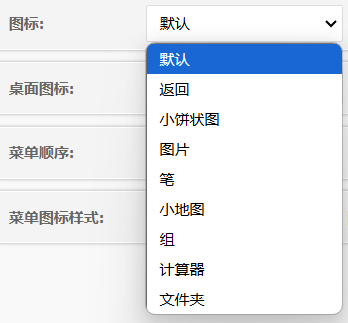 图标: 默认
默认
返回
桌面图标:
小饼状图
图片
菜单顺序:
笔
小地图
菜单图标样式:
组
计算器
文件夹